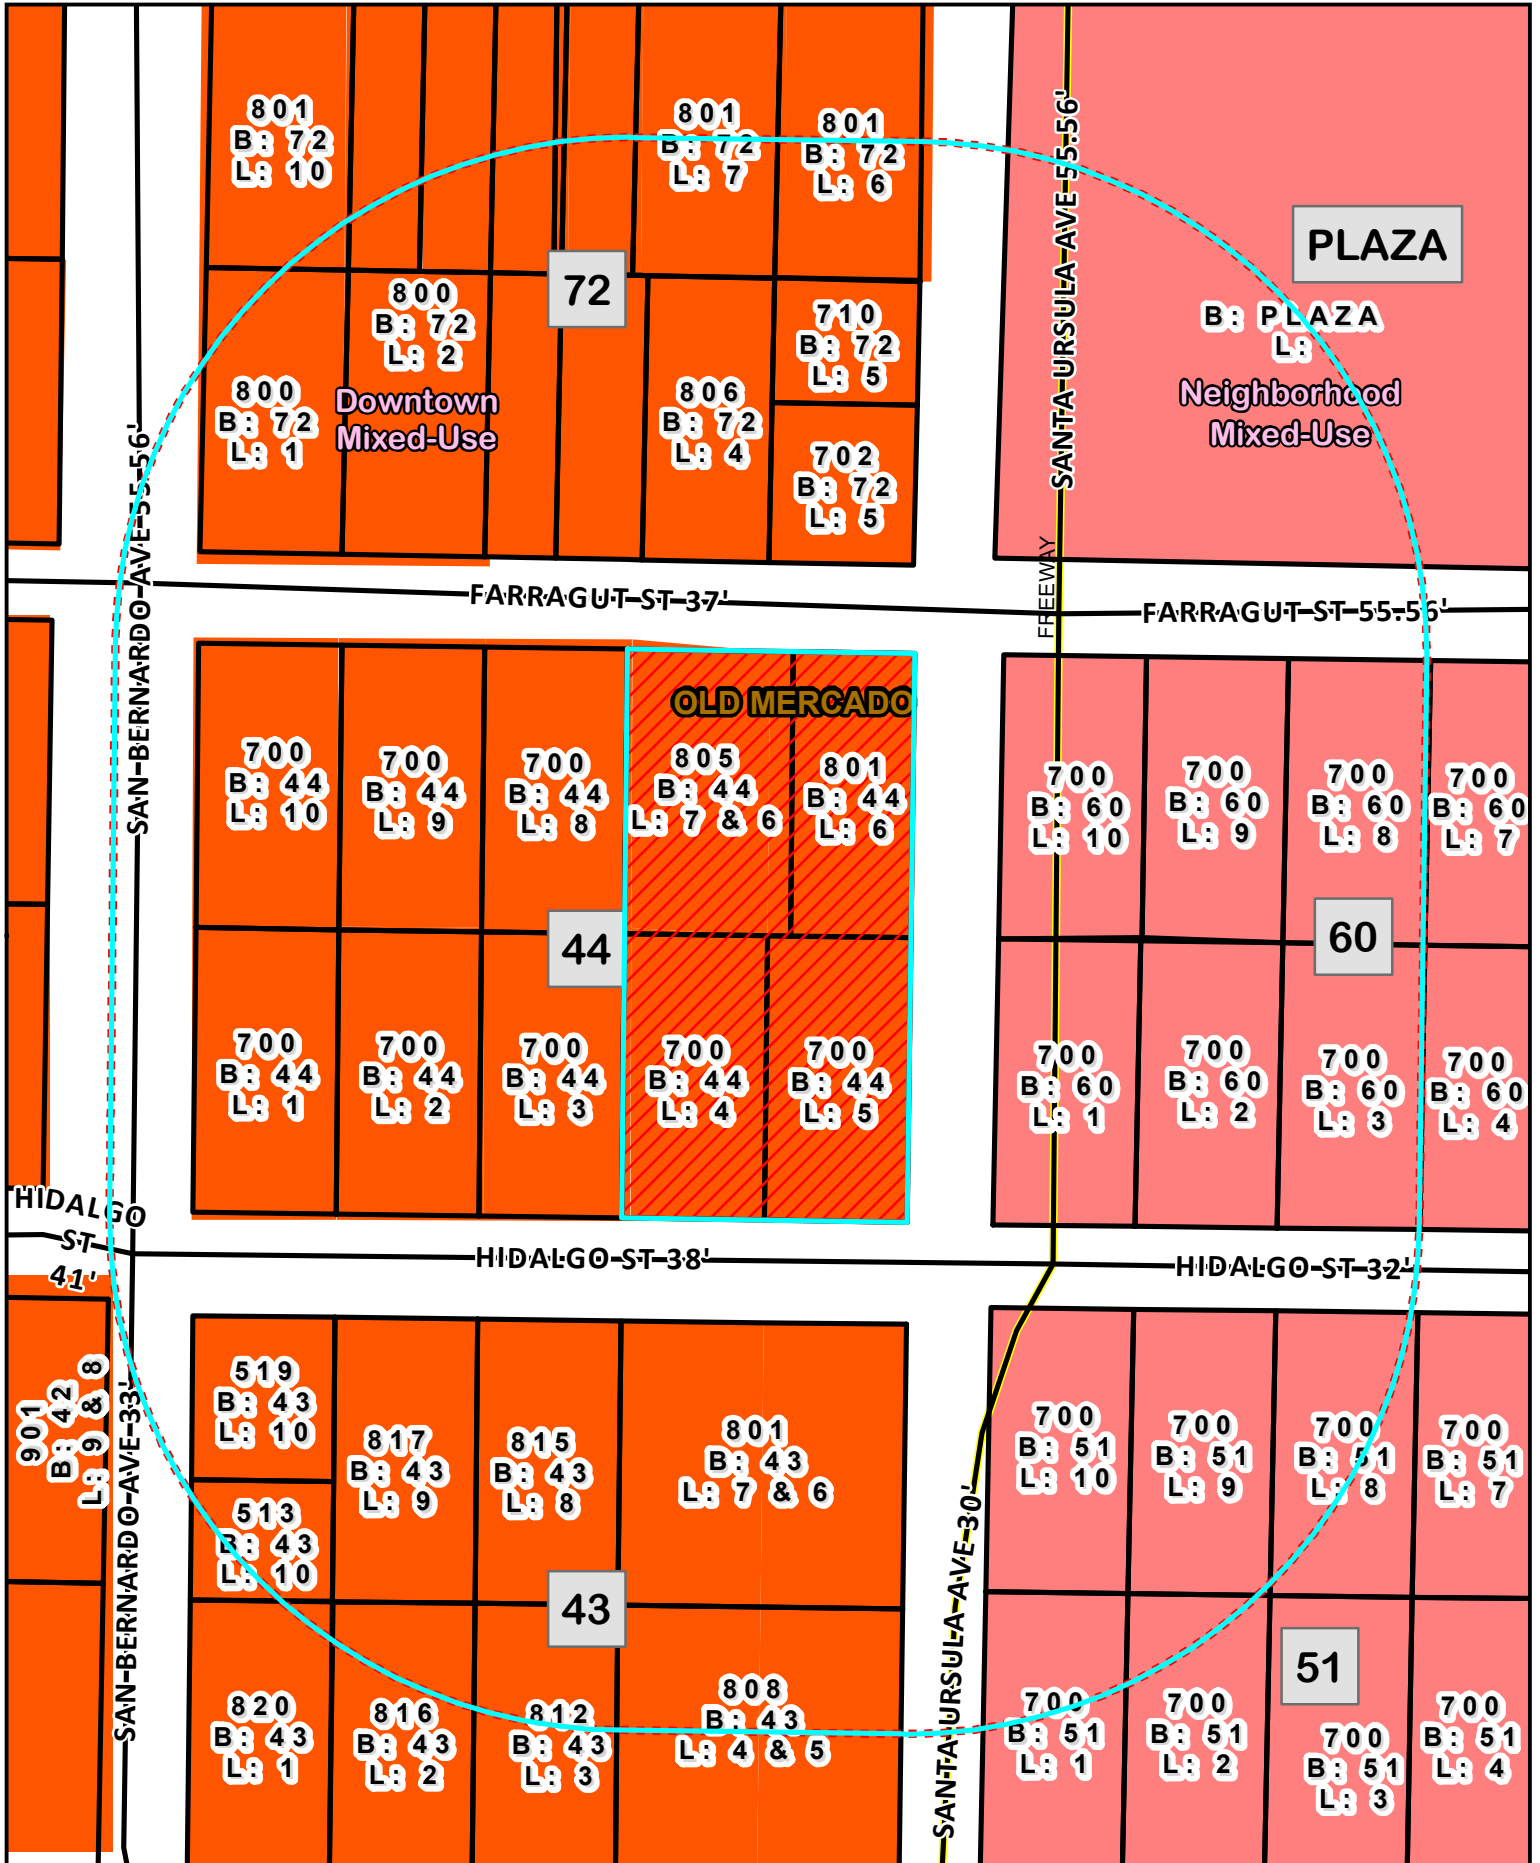 801
B: 72
L: 10
801
B: 72
L: 7
801
B: 72
L: 6
SANTA URSULA AVE 55.56'
PLAZA
B: PLAZA
L:
Neighborhood
Mixed-Use
72
800
B: 72
L: 2
800
B: 72
L: 1
Downtown
Mixed-Use
806
B: 72
L: 4
710
B: 72
L: 5
702
B: 72
L: 5
SAN BERNARDO AVE 55.56'
FARRAGUT ST 37'
FREEWAY
FARRAGUT ST 55.56'
OLD MERCADO
700
B: 44
L: 10
700
B: 44
L: 9
700
B: 44
L: 8
805
B: 44
L: 7 & 6
801
B: 44
L: 6
700
B: 60
L: 10
700
B: 60
L: 9
700
B: 60
L: 8
700
B: 60
L: 7
44
60
700
B: 44
L: 1
700
B: 44
L: 2
700
B: 44
L: 3
700
B: 44
L: 4
700
B: 44
L: 5
700
B: 60
L: 1
700
B: 60
L: 2
700
B: 60
L: 3
700
B: 60
L: 4
HIDALGO
ST
41'
HIDALGO ST 38'
HIDALGO ST 32'
901
B: 42
L: 9 & 8
SAN BERNARDO AVE 33'
519
B: 43
L: 10
513
B: 43
L: 10
817
B: 43
L: 9
815
B: 43
L: 8
801
B: 43
L: 7 & 6
SANTA URSULA AVE 30'
700
B: 51
L: 10
700
B: 51
L: 9
700
B: 51
L: 8
700
B: 51
L: 7
43
51
820
B: 43
L: 1
816
B: 43
L: 2
812
B: 43
L: 3
808
B: 43
L: 4 & 5
700
B: 51
L: 1
700
B: 51
L: 2
700
B: 51
L: 3
700
B: 51
L: 4